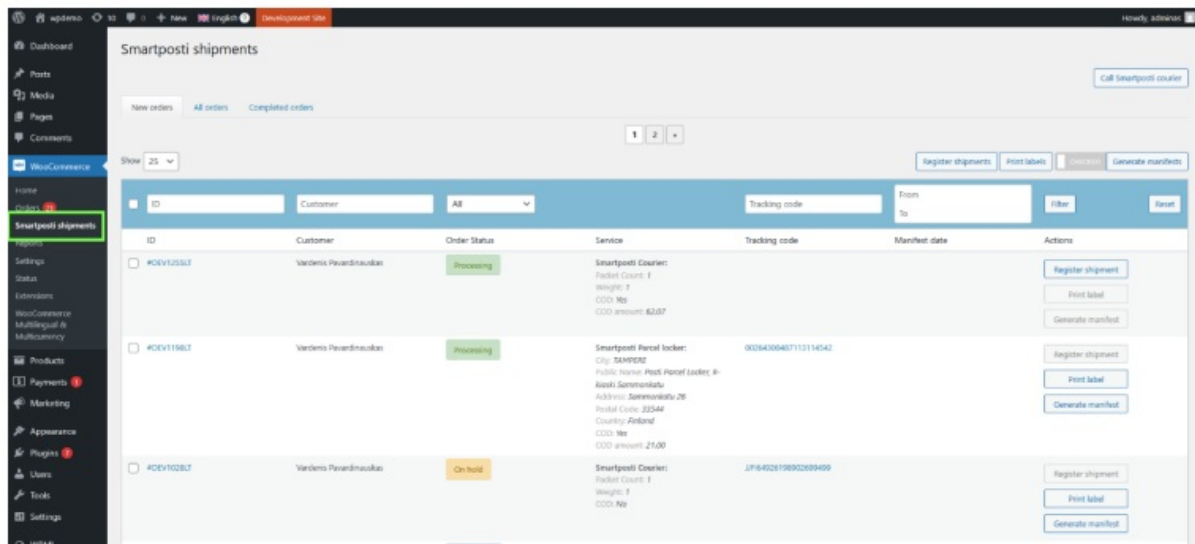 wpdemo 10 0 New English Development Site Howdy, adminas
Dashboard
Posts
Media
Pages
Comments
WooCommerce
Home
Orders 21
Smartposti shipments
Reports
Settings
Status
Extensions
WooCommerce
Multilingual &
Multicurrency
Products
Payments 1
Marketing
Appearance
Plugins 7
Users
Tools
Settings
WPML
Smartposti shipments
Call Smartposti courier
New orders All orders Completed orders
1 2 »
Show 25
Register shipments Print labels Generate manifests
ID Customer All Tracking code From Filter Reset
To
ID Customer Order Status Service Tracking code Manifest date Actions
#DEV1255LT Vardenis Pavardinauskas Processing Smartposti Courier: Register shipment
Packet Count: 1
Weight: 1
COD: Yes
COD amount: 62.07
Print label
Generate manifest
#DEV1198LT Vardenis Pavardinauskas Processing Smartposti Parcel locker: Register shipment
City: TAMPERE
Public Name: Posti Parcel Locker, R-
kioski Sammonkatu
Address: Sammonkatu 26
Postal Code: 33544
Country: Finland
COD: Yes
COD amount: 21.00
Print label
Generate manifest
#DEV1028LT Vardenis Pavardinauskas On hold Smartposti Courier: Register shipment
Packet Count: 1
Weight: 1
COD: No
Print label
Generate manifest